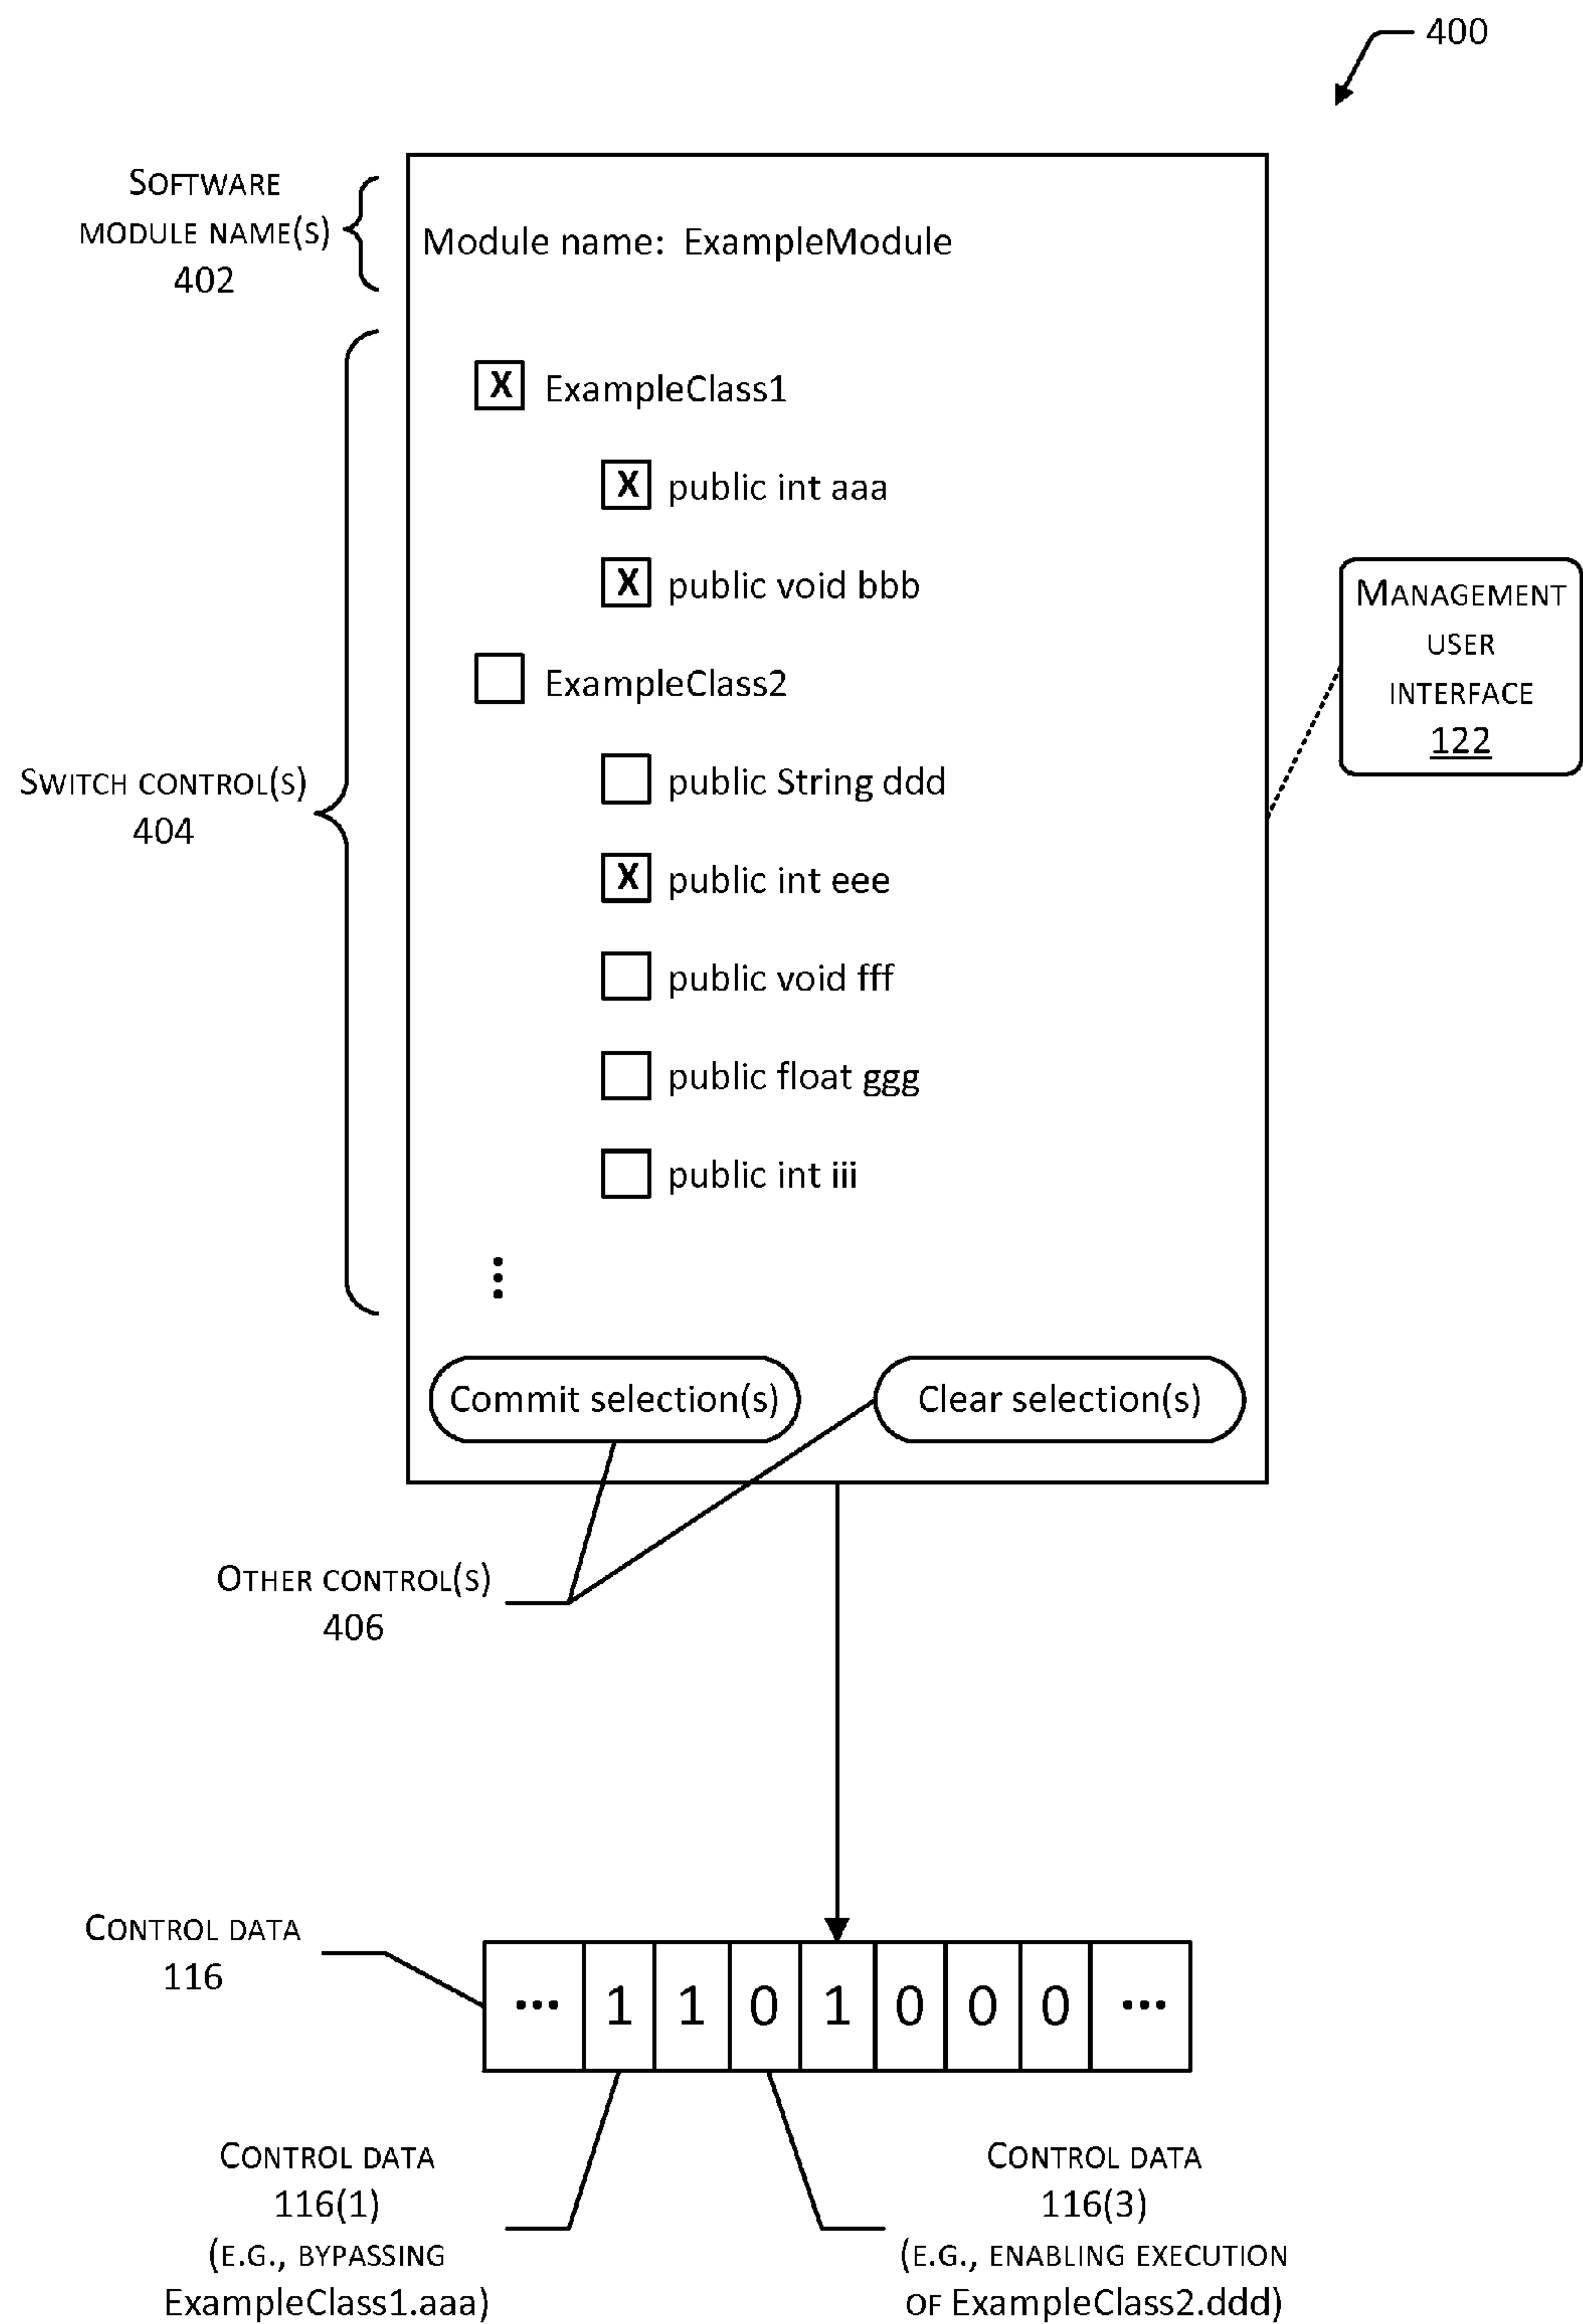 400
SOFTWARE
MODULE NAME(S)
402
Module name: ExampleModule
X ExampleClass1
X public int aaa
X public void bbb
ExampleClass2
public String ddd
X public int eee
public void fff
public float ggg
public int iii
⋮
SWITCH CONTROL(S)
404
MANAGEMENT
USER
INTERFACE
122
Commit selection(s)
Clear selection(s)
OTHER CONTROL(S)
406
CONTROL DATA
116
... 1 1 0 1 0 0 0 ...
CONTROL DATA
116(1)
(E.G., BYPASSING
ExampleClass1.aaa)
CONTROL DATA
116(3)
(E.G., ENABLING EXECUTION
OF ExampleClass2.ddd)